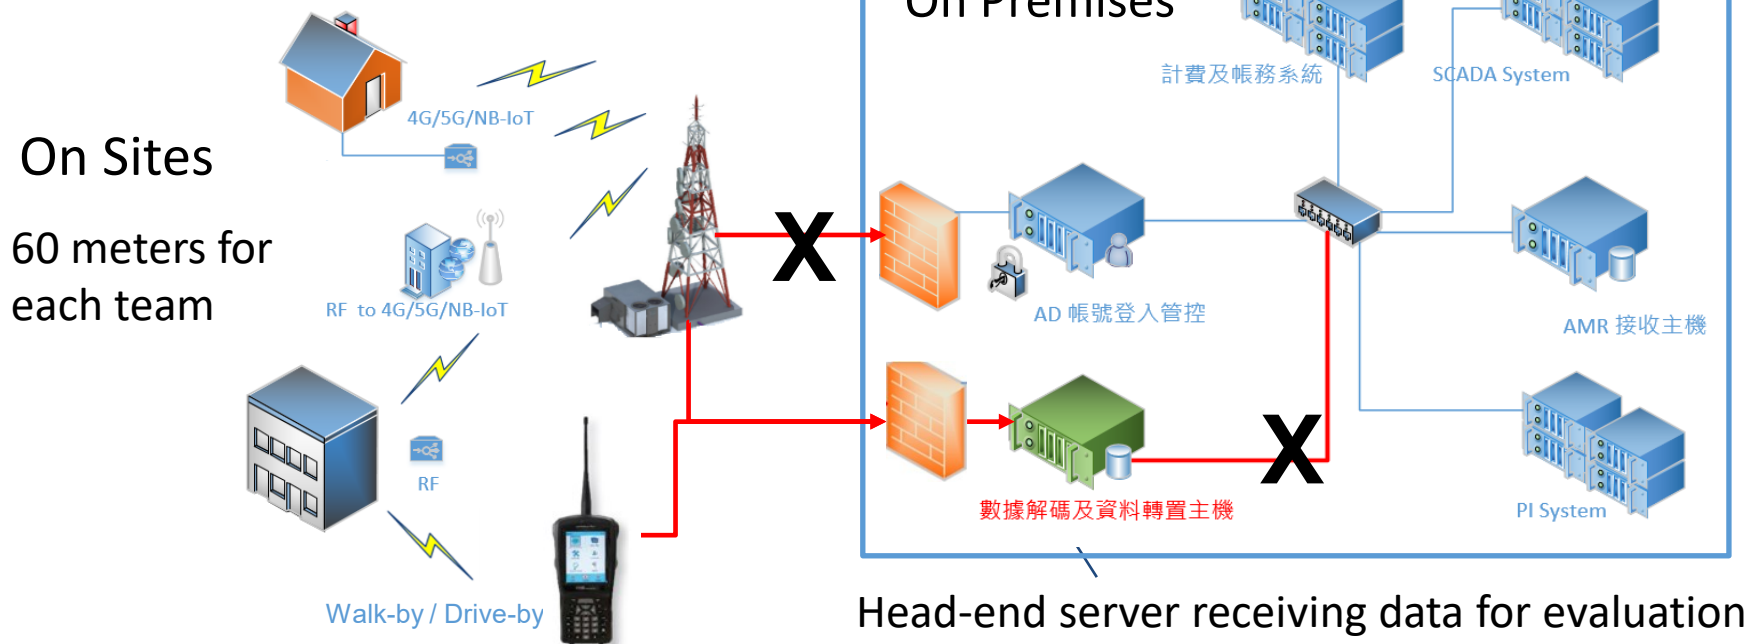 On Premises
計費及帳務系統
SCADA System
4G/5G/NB-IoT
On Sites
60 meters for
each team
RF to 4G/5G/NB-IoT
X
AD 帳號登入管控
AMR 接收主機
RF
X
數據解碼及資料轉置主機
PI System
Walk-by / Drive-by
Head-end server receiving data for evaluation